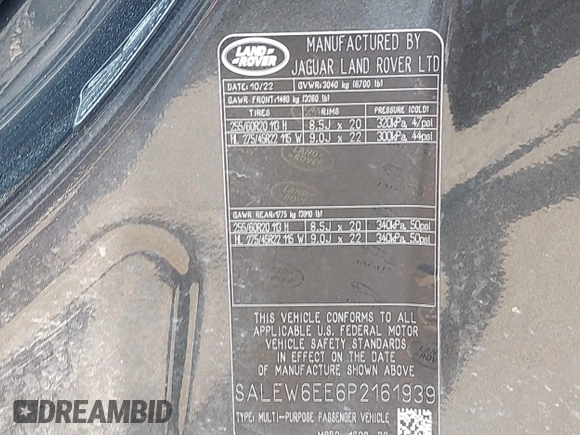 LAND-
ROVER
MANUFACTURED BY
JAGUAR LAND ROVER LTD
DATE: 10/22 GVWR: 3040 kg (6700 lb)
GAWR FRONT: 1480 kg (3260 lb)
TIRES RIMS PRESSURE (COLD)
255/60R20 113 H 8.5J x 20 320kPa, 47psi
HL 275/45R22 115 W 9.0J x 22 300kPa, 44psi
GAWR REAR: 1775 kg (3910 lb)
255/60R20 113 H 8.5J x 20 340kPa, 50psi
HL 275/45R22 115 W 9.0J x 22 340kPa, 50psi
THIS VEHICLE CONFORMS TO ALL
APPLICABLE U.S. FEDERAL MOTOR
VEHICLE SAFETY STANDARDS
IN EFFECT ON THE DATE OF
MANUFACTURE SHOWN ABOVE
SALEW6EE6P2161939
TYPE: MULTI-PURPOSE PASSENGER VEHICLE
DREAMBID
DREAMBID